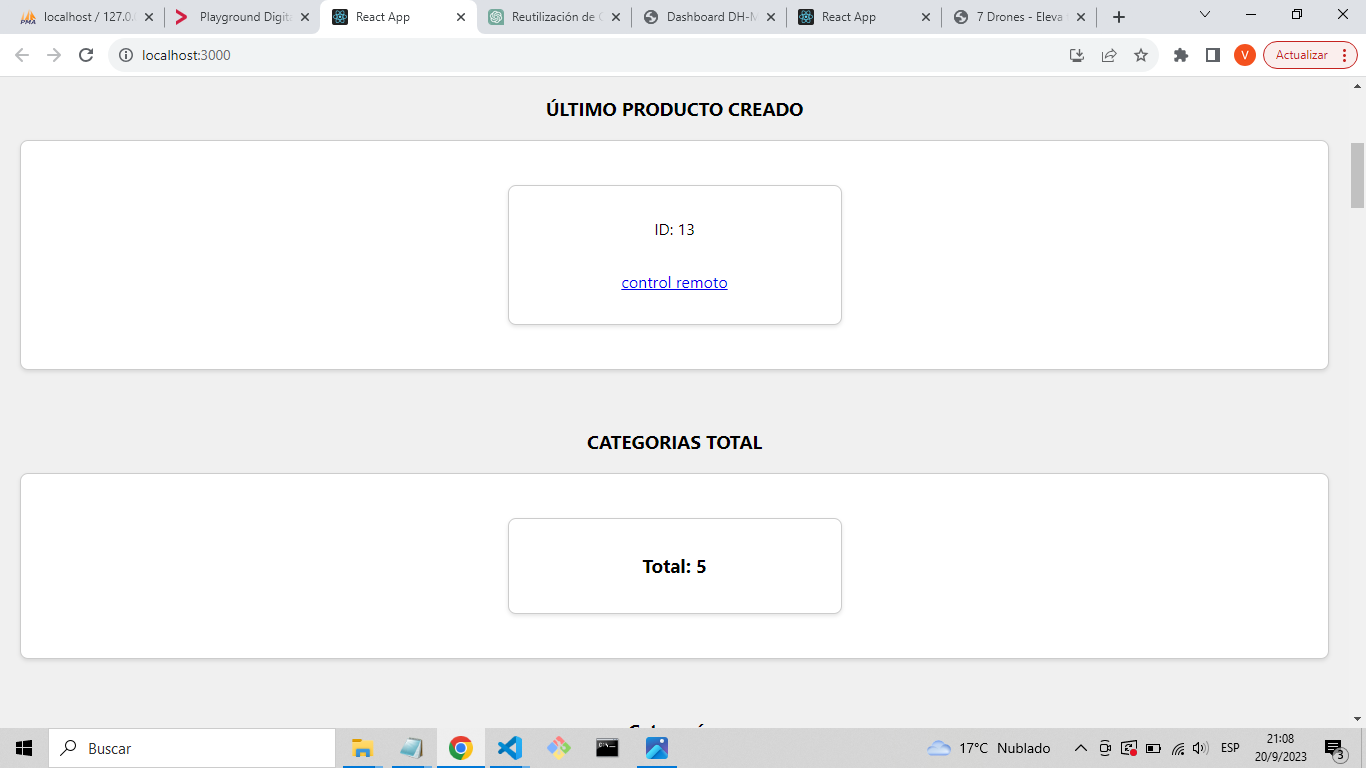 localhost / 127.0.
Playground Digit
React App
Reutilización de
Dashboard DH-M
React App
7 Drones - Eleva
localhost:3000
V
Actualizar
ÚLTIMO PRODUCTO CREADO
ID: 13
control remoto
CATEGORIAS TOTAL
Total: 5
Buscar
17°C Nublado
ESP
21:08
20/9/2023
3